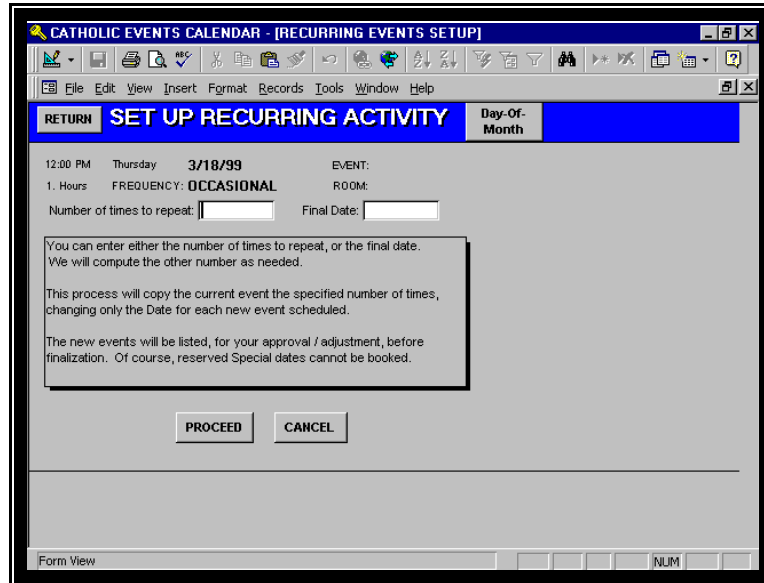 CATHOLIC EVENTS CALENDAR - [RECURRING EVENTS SETUP]
File Edit View Insert Format Records Tools Window Help
RETURN SET UP RECURRING ACTIVITY Day-Of-
Month
12:00 PM Thursday 3/18/99 EVENT:
1. Hours FREQUENCY: OCCASIONAL ROOM:
Number of times to repeat: Final Date:
You can enter either the number of times to repeat, or the final date.
We will compute the other number as needed.
This process will copy the current event the specified number of times,
changing only the Date for each new event scheduled.
The new events will be listed, for your approval / adjustment, before
finalization. Of course, reserved Special dates cannot be booked.
PROCEED CANCEL
Form View NUM